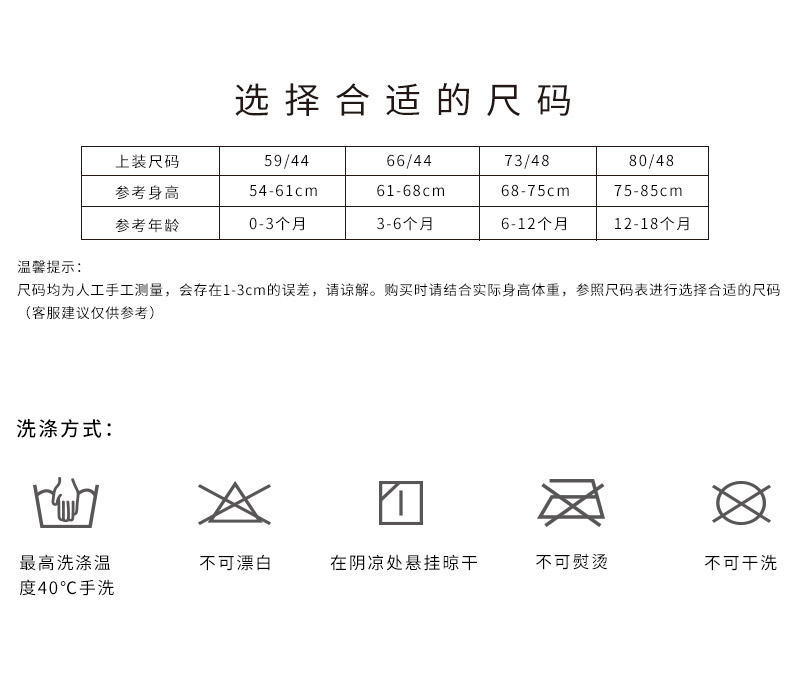 选择合适的尺码
上装尺码 59/44 66/44 73/48 80/48
参考身高 54-61cm 61-68cm 68-75cm 75-85cm
参考年龄 0-3个月 3-6个月 6-12个月 12-18个月
温馨提示：
尺码均为人工手工测量，会存在1-3cm的误差，请谅解。购买时请结合实际身高体重，参照尺码表进行选择合适的尺码
（客服建议仅供参考）
洗涤方式：
最高洗涤温
度40℃手洗
不可漂白
在阴凉处悬挂晾干
不可熨烫
不可干洗